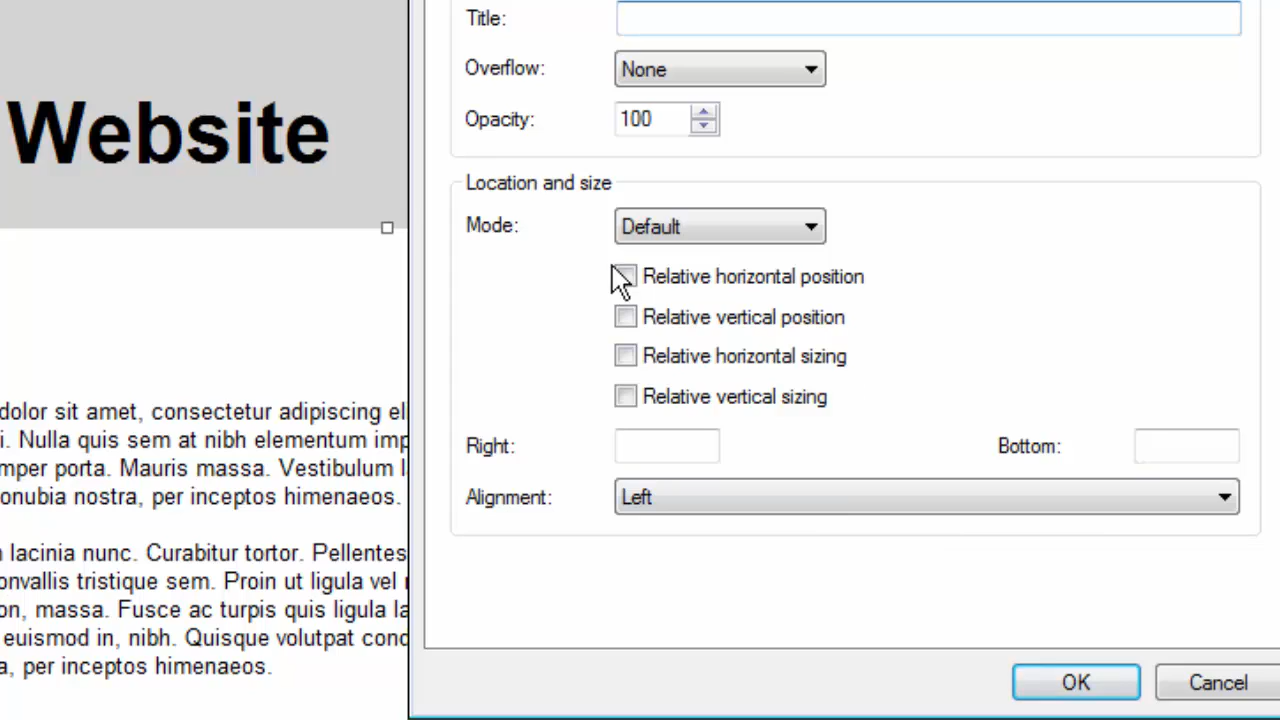 Website
dolor sit amet, consectetur adipiscing
i. Nulla quis sem at nibh elementum
mper porta. Mauris massa. Vestibulum
onubia nostra, per inceptos himenaeos.
lacinia nunc. Curabitur tortor. Pellentes
onvallis tristique sem. Proin ut ligula vel
on, massa. Fusce ac turpis quis ligula
euismod in, nibh. Quisque volutpat
a, per inceptos himenaeos.
Title:
Overflow: None
Opacity: 100
Location and size
Mode: Default
Relative horizontal position
Relative vertical position
Relative horizontal sizing
Relative vertical sizing
Right: Bottom:
Alignment: Left
OK Cancel